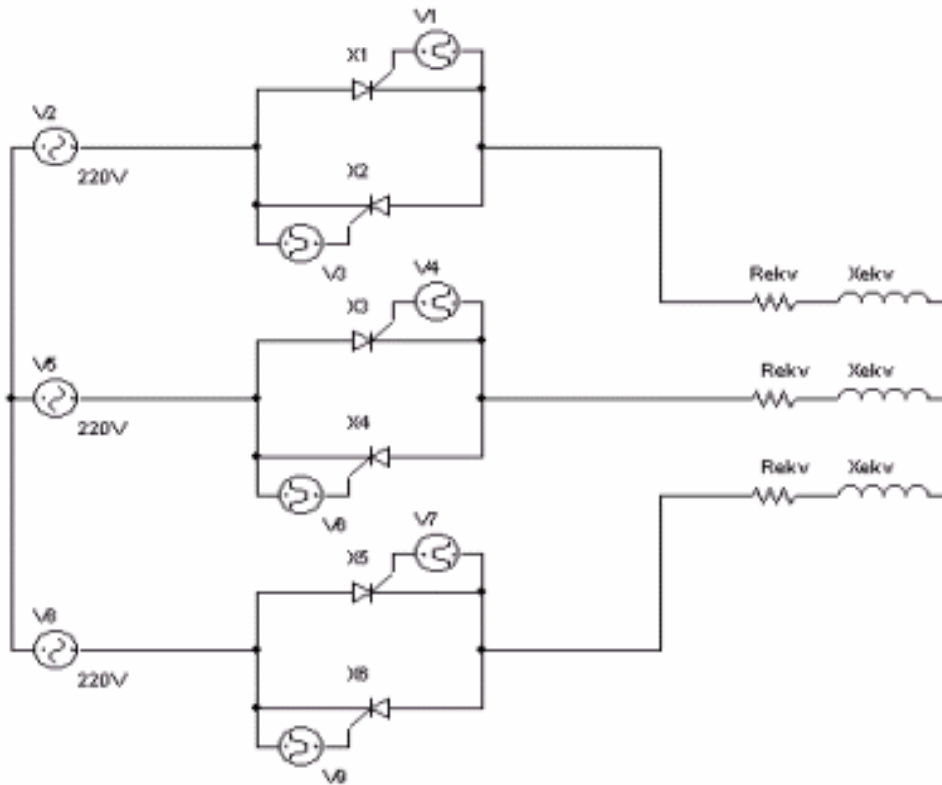 V1
X1
V2
220V
X2
V3
V4
X3
Rekv Xekv
V5
220V
Rekv Xekv
X4
Rekv Xekv
V6
V7
X5
V8
220V
X6
V9